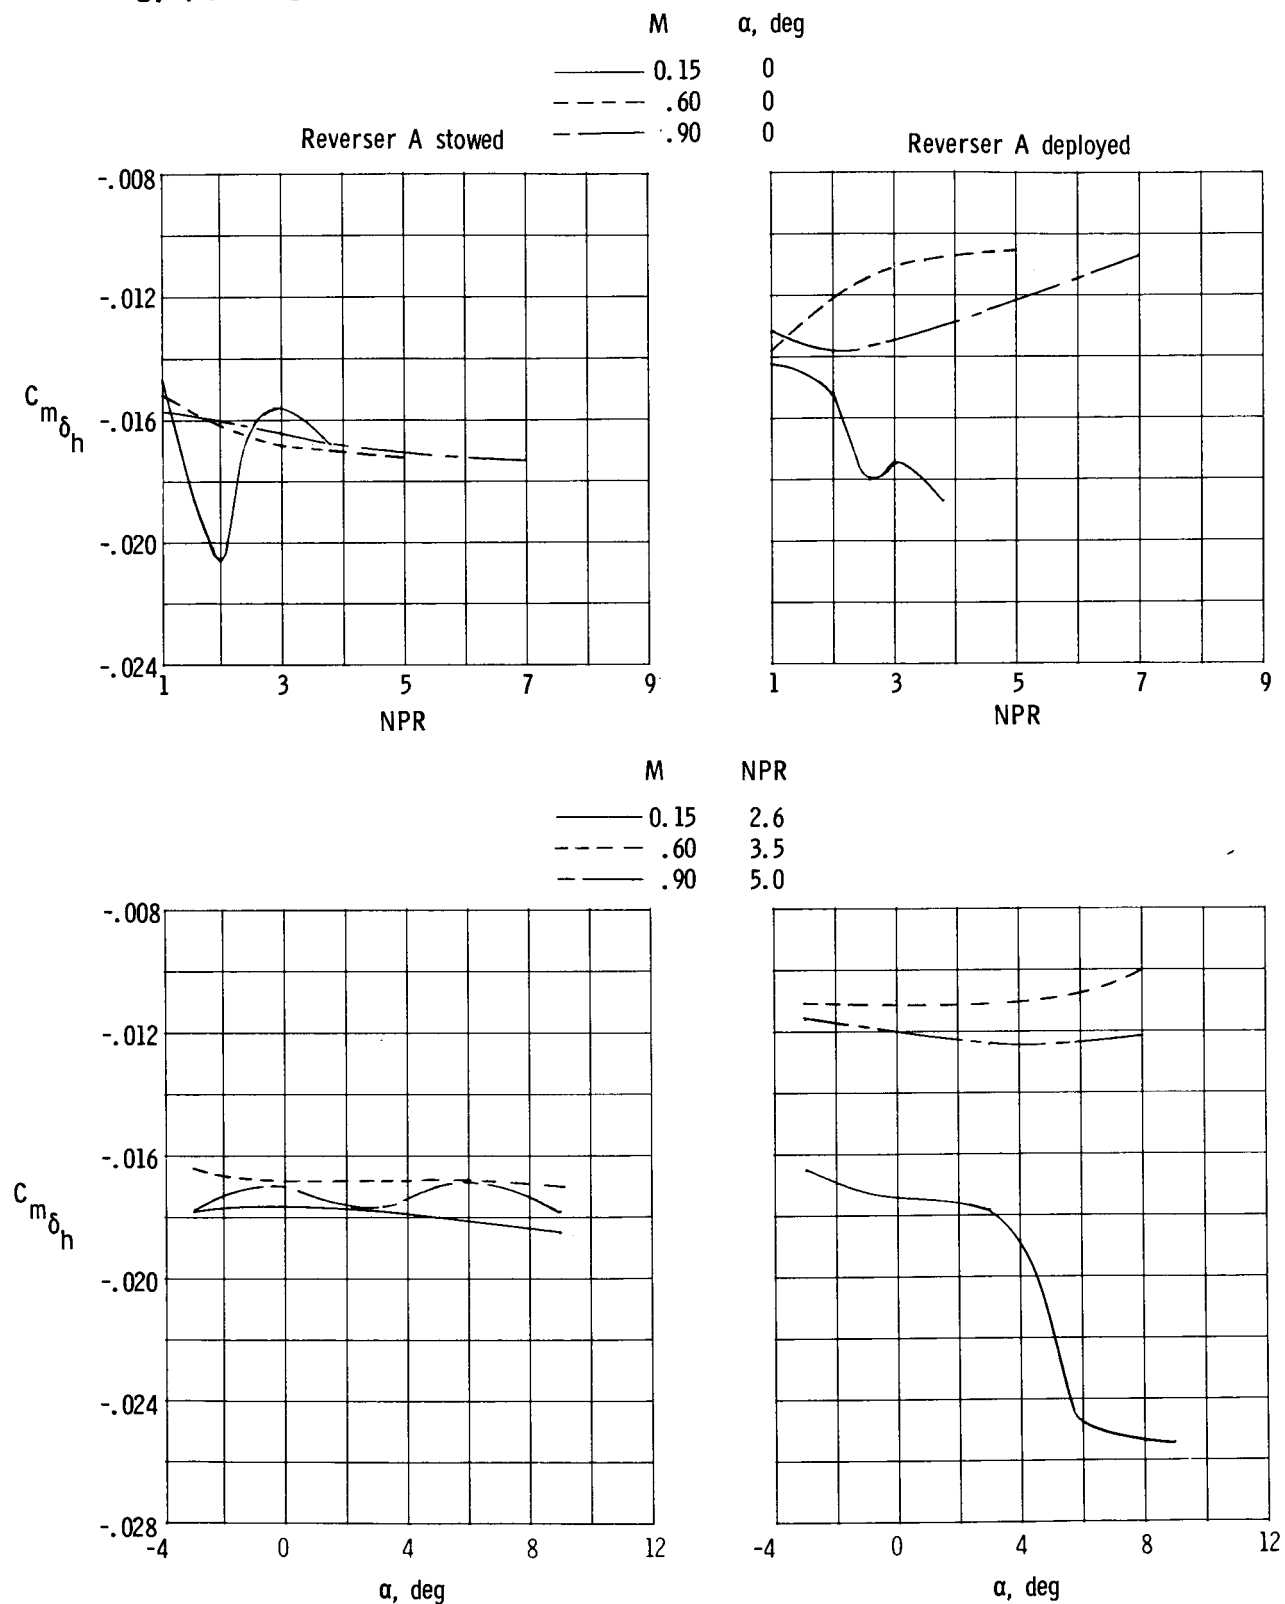 M α, deg
0.15 0
.60 0
.90 0
Reverser A stowed
Reverser A deployed
-.008
-.012
-.016
-.020
-.024
C m δ h
1 3 5 7 9
NPR
1 3 5 7 9
NPR
M NPR
0.15 2.6
.60 3.5
.90 5.0
-.008
-.012
-.016
-.020
-.024
-.028
C m δ h
-4 0 4 8 12
α, deg
-4 0 4 8 12
α, deg